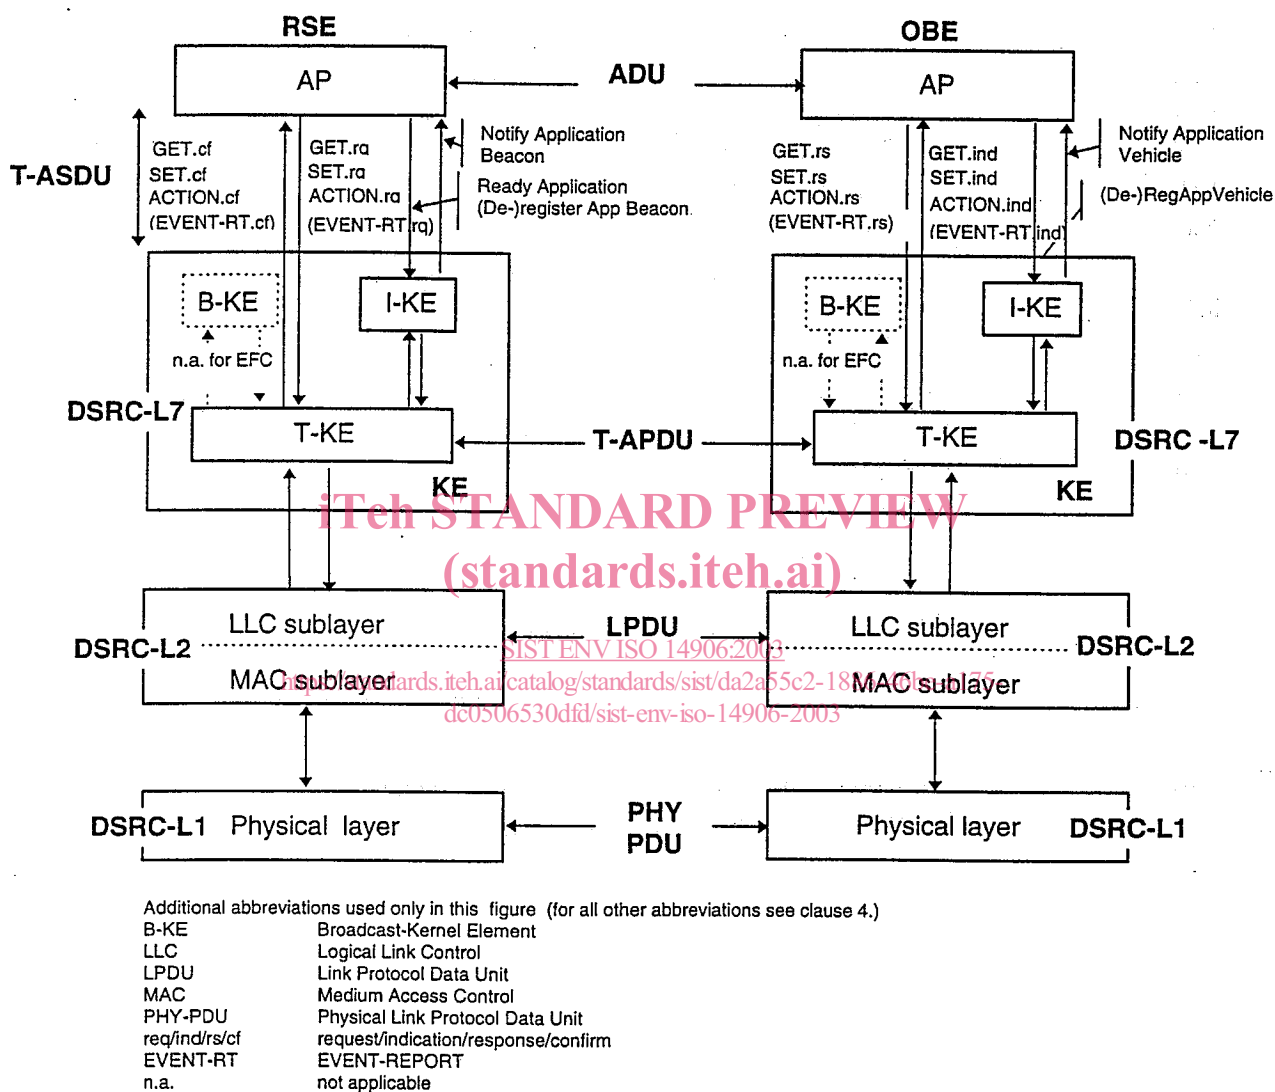 RSE
OBE
AP
ADU
AP
T-ASDU
GET.cf
SET.cf
ACTION.cf
(EVENT-RT.cf)
GET.rq
SET.rq
ACTION.rq
(EVENT-RT.rq)
Notify Application
Beacon
Ready Application
(De-)register App Beacon
GET.rs
SET.rs
ACTION.rs
(EVENT-RT.rs)
GET.ind
SET.ind
ACTION.ind
(EVENT-RT.ind)
Notify Application
Vehicle
(De-)RegAppVehicle
B-KE
I-KE
n.a. for EFC
B-KE
I-KE
n.a. for EFC
DSRC-L7
T-KE
T-APDU
T-KE
DSRC -L7
KE
KE
iTeh STANDARD PREVIEW
(standards.iteh.ai)
LLC sublayer
LPDU
LLC sublayer
DSRC-L2
DSRC-L2
SIST ENV ISO 14906:2003
MAC sublayer
MAC sublayer
dc0506530dfd/sist-env-iso-14906-2003
DSRC-L1
Physical layer
PHY
PDU
Physical layer
DSRC-L1
Additional abbreviations used only in this figure (for all other abbreviations see clause 4.)
B-KE Broadcast-Kernel Element
LLC Logical Link Control
LPDU Link Protocol Data Unit
MAC Medium Access Control
PHY-PDU Physical Link Protocol Data Unit
req/ind/rs/cf request/indication/response/confirm
EVENT-RT EVENT-REPORT
n.a. not applicable